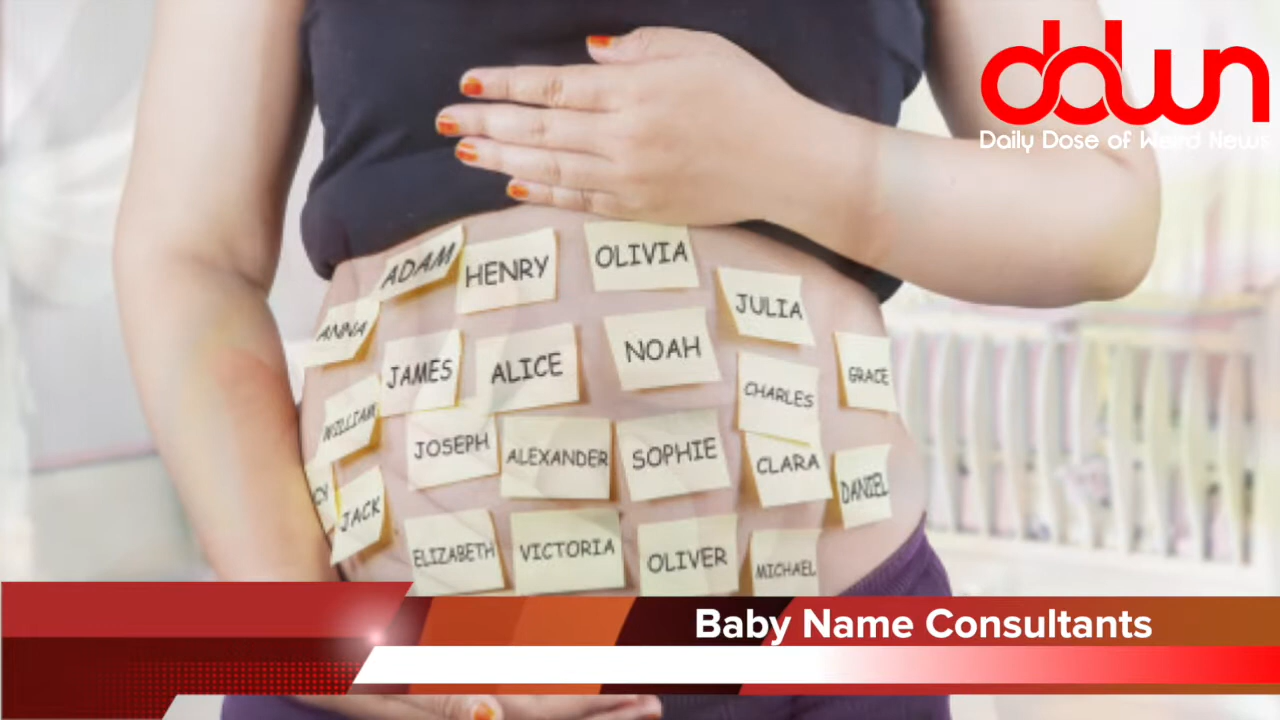 ddwn
Daily Dose of Weird News
ADAM
HENRY
OLIVIA
JULIA
ANNA
JAMES
ALICE
NOAH
CHARLES
GRACE
WILLIAM
JOSEPH
ALEXANDER
SOPHIE
CLARA
DANIEL
JACK
ELIZABETH
VICTORIA
OLIVER
MICHAEL
Baby Name Consultants